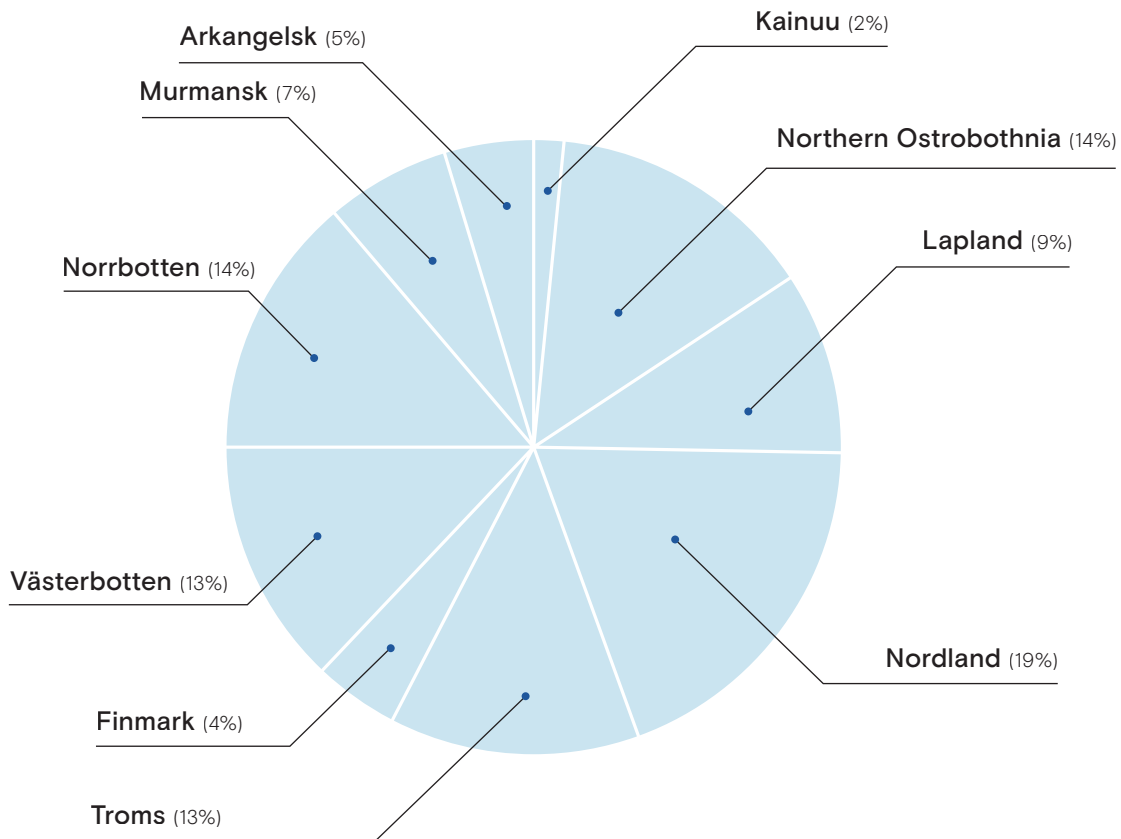 Kainuu (2%)
Arkangelsk (5%)
Murmansk (7%)
Northern Ostrobothnia (14%)
Lapland (9%)
Norrbotten (14%)
Västerbotten (13%)
Nordland (19%)
Finmark (4%)
Troms (13%)